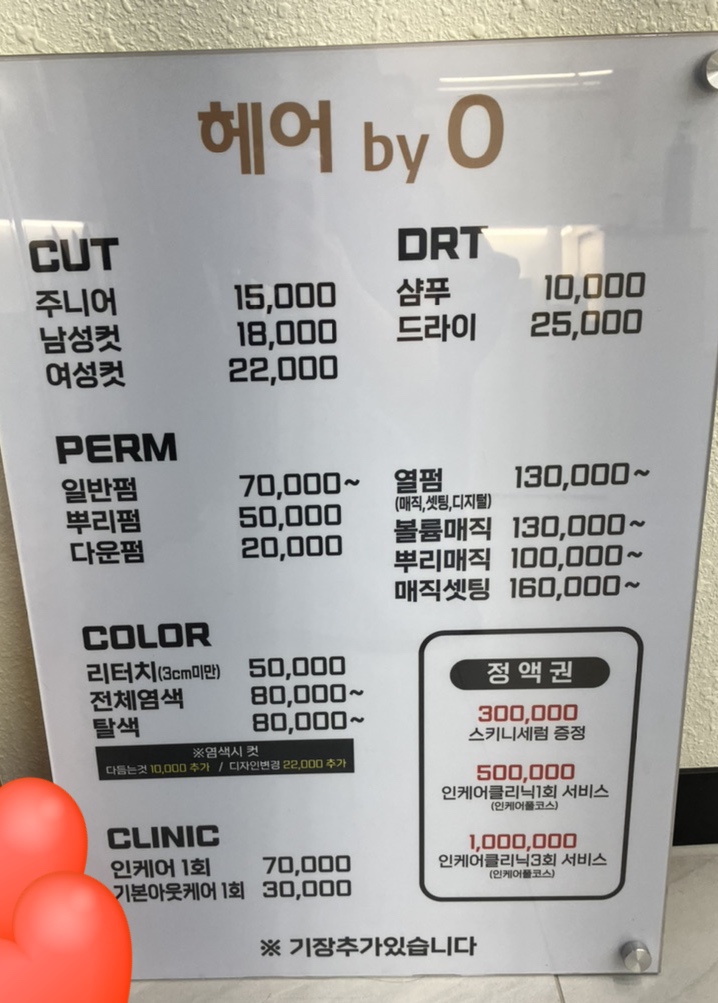 헤어 by O
CUT
주니어 15,000
남성컷 18,000
여성컷 22,000
DRT
샴푸 10,000
드라이 25,000
PERM
일반펌 70,000~
뿌리펌 50,000
다운펌 20,000
열펌 130,000~
(매직,셋팅,디지털)
볼륨매직 130,000~
뿌리매직 100,000~
매직셋팅 160,000~
COLOR
리터치(3cm미만) 50,000
전체염색 80,000~
탈색 80,000~
※염색시 컷
다듬는것 10,000 추가 / 디자인변경 22,000 추가
CLINIC
인케어 1회 70,000
기본아웃케어 1회 30,000
정액권
300,000
스키니세럼 증정
500,000
인케어클리닉1회 서비스
(인케어풀코스)
1,000,000
인케어클리닉3회 서비스
(인케어풀코스)
※ 기장추가있습니다